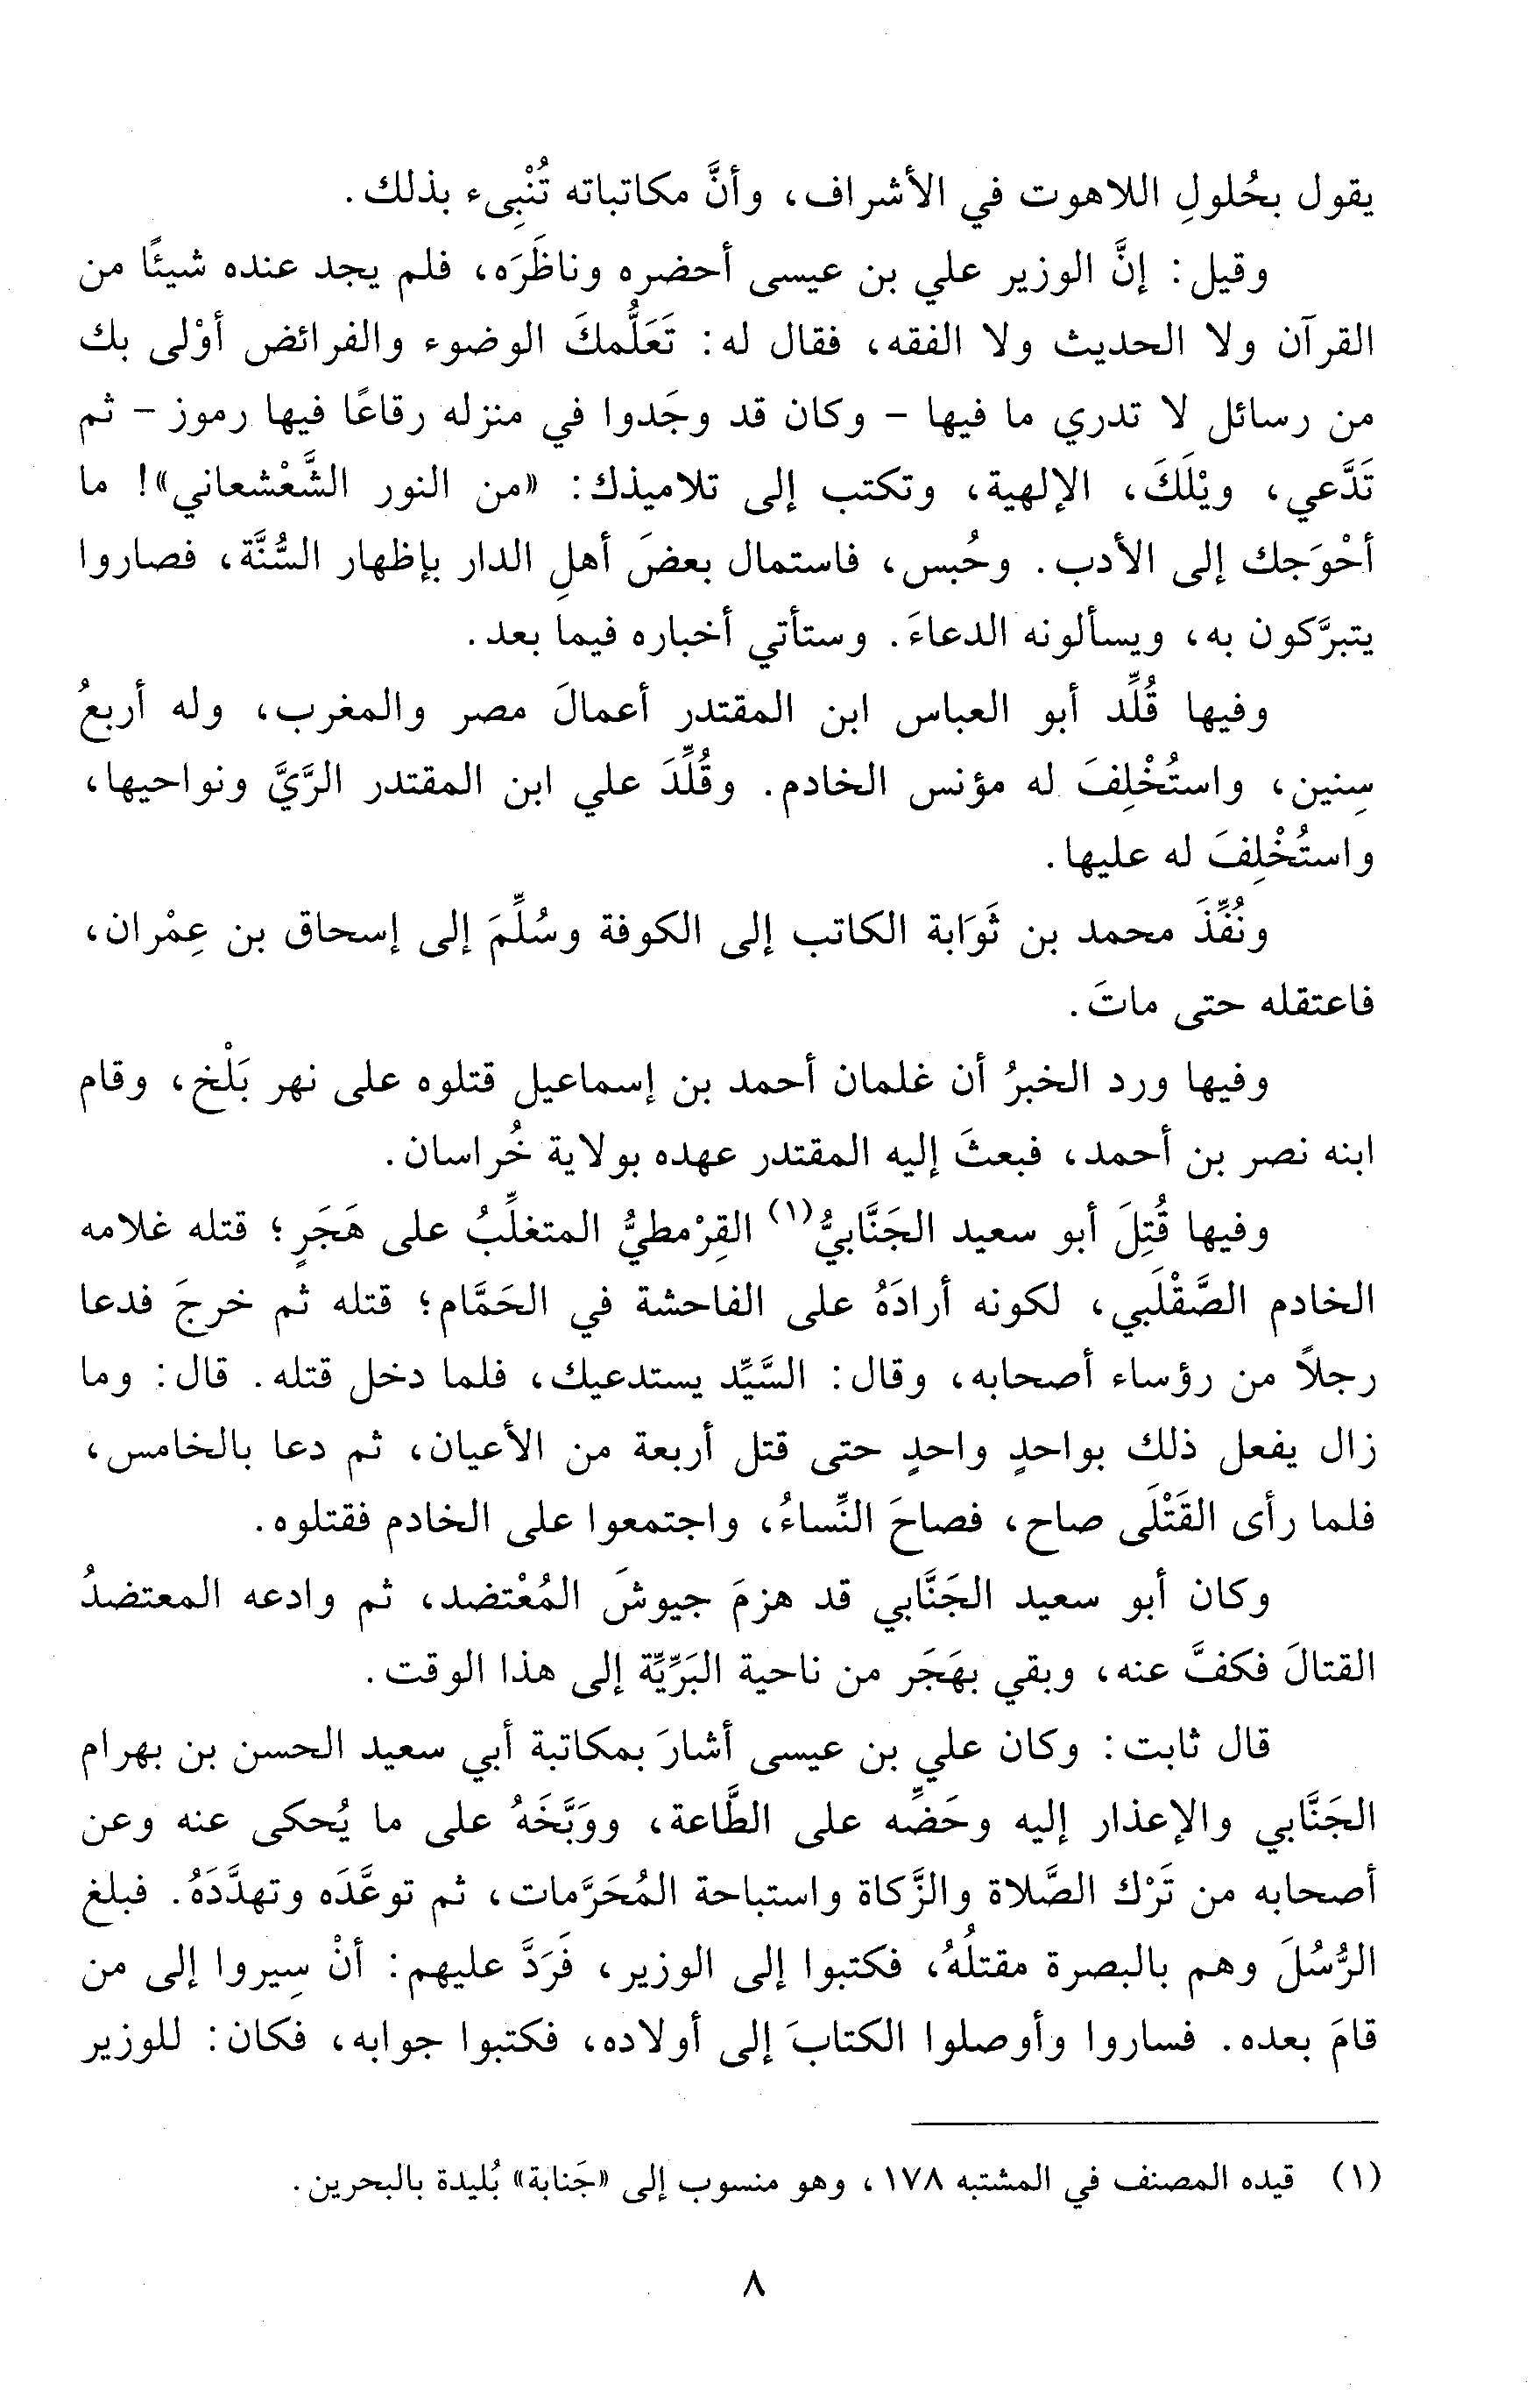 يقول بحُلولِ اللاهوت في الأشراف، وأنَّ مكاتباته تُنْبِىء بذلك.
وقيل: إنَّ الوزير علي بن عيسى أحضره وناظَرَه، فلم يجد عنده شيئًا من
القرآن ولا الحديث ولا الفقه، فقال له: تَعَلُّمكَ الوضوء والفرائض أوْلى بك
من رسائل لا تدري ما فيها - وكان قد وجَدوا في منزله رقاعًا فيها رموز - ثم
تَدَّعي، ويْلَكَ، الإلهية، وتكتب إلى تلاميذك: «من النور الشَّعْشعاني»! ما
أحْوَجك إلى الأدب. وحُبس، فاستمال بعضَ أهلِ الدار بإظهار السُّنَّة، فصاروا
يتبرَّكون به، ويسألونه الدعاءَ. وستأتي أخباره فيما بعد.
وفيها قُلِّد أبو العباس ابن المقتدر أعمالَ مصر والمغرب، وله أربعُ
سِنين، واستُخْلِفَ له مؤنس الخادم. وقُلِّدَ علي ابن المقتدر الرَّيَّ ونواحيها،
واستُخْلِفَ له عليها.
ونُفِّذَ محمد بن ثَوَابة الكاتب إلى الكوفة وسُلِّمَ إلى إسحاق بن عِمْران،
فاعتقله حتى ماتَ.
وفيها ورد الخبرُ أن غلمان أحمد بن إسماعيل قتلوه على نهر بَلْخ، وقام
ابنه نصر بن أحمد، فبعثَ إليه المقتدر عهده بولاية خُراسان.
وفيها قُتِلَ أبو سعيد الجَنَّابيُّ(١) القِرْمطيُّ المتغلِّبُ على هَجَرٍ؛ قتله غلامه
الخادم الصَّقْلَبي، لكونه أرادَهُ على الفاحشة في الحَمَّام؛ قتله ثم خرجَ فدعا
رجلاً من رؤساء أصحابه، وقال: السَّيِّد يستدعيك، فلما دخل قتله. قال: وما
زال يفعل ذلك بواحدٍ واحدٍ حتى قتل أربعة من الأعيان، ثم دعا بالخامس،
فلما رأى القَتْلَى صاح، فصاحَ النِّساءُ، واجتمعوا على الخادم فقتلوه.
وكان أبو سعيد الجَنَّابي قد هزمَ جيوشَ المُعْتضد، ثم وادعه المعتضدُ
القتالَ فكفَّ عنه، وبقي بهَجَر من ناحية البَرِّيِّة إلى هذا الوقت.
قال ثابت: وكان علي بن عيسى أشارَ بمكاتبة أبي سعيد الحسن بن بهرام
الجَنَّابي والإعذار إليه وحَضِّه على الطَّاعة، ووَبَّخَهُ على ما يُحكى عنه وعن
أصحابه من تَرْك الصَّلاة والزَّكاة واستباحة المُحَرَّمات، ثم توعَّدَه وتهدَّدَهُ. فبلغ
الرُّسُلَ وهم بالبصرة مقتلُهُ، فكتبوا إلى الوزير، فَرَدَّ عليهم: أنْ سِيروا إلى من
قامَ بعده. فساروا وأوصلوا الكتابَ إلى أولاده، فكتبوا جوابه، فكان: للوزير
(١) قيده المصنف في المشتبه ١٧٨، وهو منسوب إلى «جَنابة» بُليدة بالبحرين.
٨